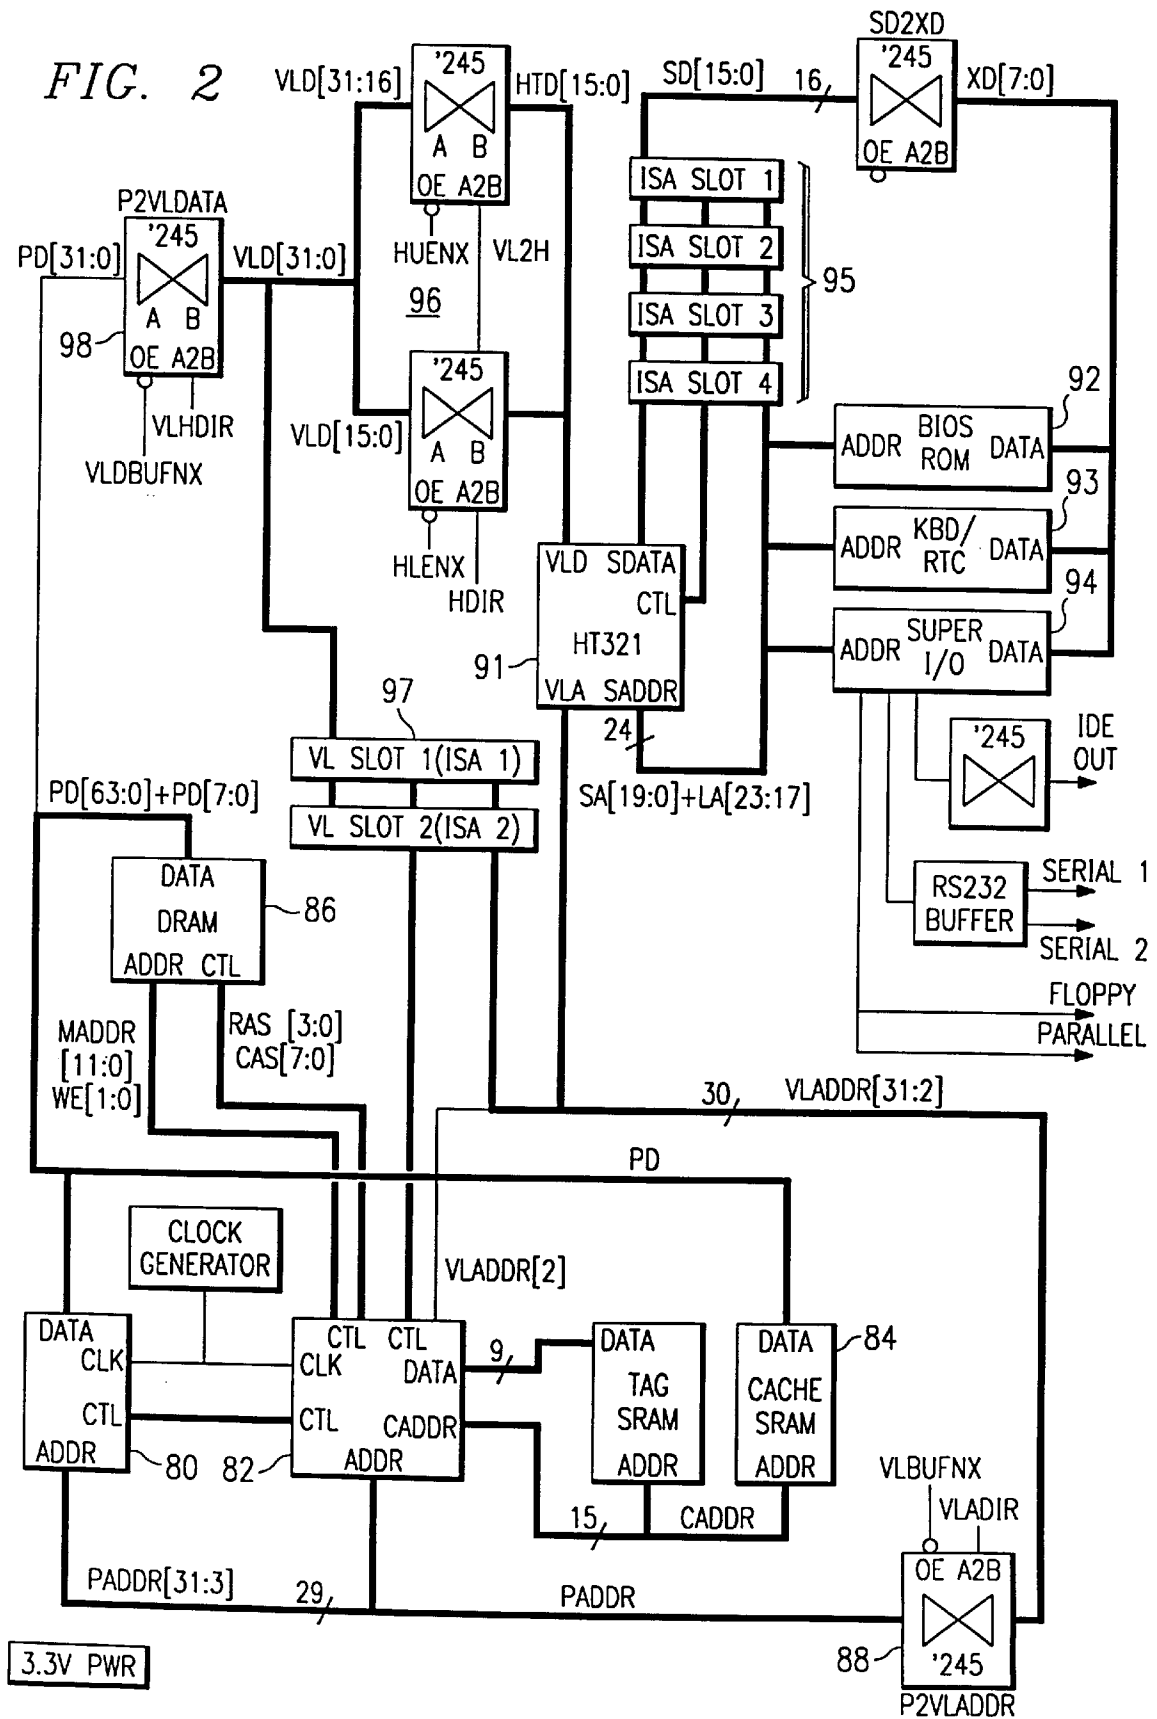 FIG. 2
SD2XD
'245
OE A2B
SD[15:0]
16
XD[7:0]
VLD[31:16]
'245
A B
OE A2B
HTD[15:0]
HUENX
VL2H
96
P2VLDATA
'245
A B
OE A2B
PD[31:0]
VLD[31:0]
98
VLHDIR
VLDBUFNX
VLD[15:0]
'245
A B
OE A2B
HLENX
HDIR
ISA SLOT 1
ISA SLOT 2
ISA SLOT 3
ISA SLOT 4
95
92
ADDR BIOS ROM DATA
93
ADDR KBD/ RTC DATA
94
ADDR SUPER I/O DATA
VLD SDATA
CTL
HT321
VLA SADDR
91
24
SA[19:0]+LA[23:17]
97
VL SLOT 1(ISA 1)
VL SLOT 2(ISA 2)
'245
IDE
OUT
RS232
BUFFER
SERIAL 1
SERIAL 2
FLOPPY
PARALLEL
PD[63:0]+PD[7:0]
DATA
DRAM
ADDR CTL
86
MADDR
[11:0]
WE[1:0]
RAS [3:0]
CAS[7:0]
30
VLADDR[31:2]
PD
CLOCK
GENERATOR
VLADDR[2]
DATA
CLK
CTL
ADDR
80
CTL CTL
CLK
DATA
CTL
CADDR
ADDR
82
9
DATA
TAG
SRAM
ADDR
DATA
CACHE
SRAM
ADDR
84
15
CADDR
VLBUFNX
VLADIR
OE A2B
'245
88
P2VLADDR
PADDR[31:3]
29
PADDR
3.3V PWR